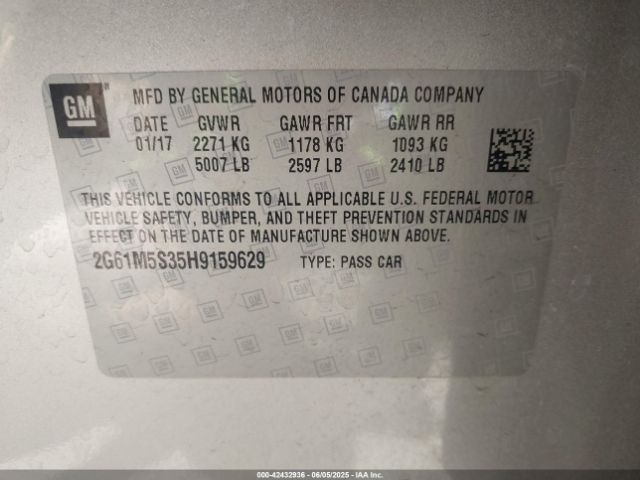 GM
MFD BY GENERAL MOTORS OF CANADA COMPANY
DATE GVWR GAWR FRT GAWR RR
01/17 2271 KG 1178 KG 1093 KG
5007 LB 2597 LB 2410 LB
THIS VEHICLE CONFORMS TO ALL APPLICABLE U.S. FEDERAL MOTOR
VEHICLE SAFETY, BUMPER, AND THEFT PREVENTION STANDARDS IN
EFFECT ON THE DATE OF MANUFACTURE SHOWN ABOVE.
2G61M5S35H9159629 TYPE: PASS CAR
000-42432936 - 06/05/2025 - IAAI.COM